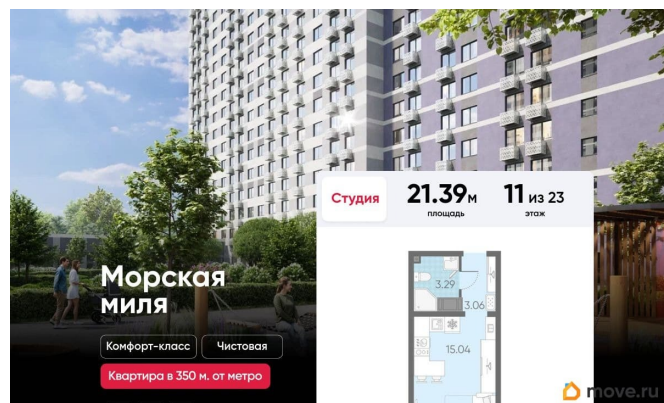 Студия
21.39 м
площадь
11 из 23
этаж
Морская
миля
Комфорт-класс
Чистовая
Квартира в 350 м. от метро
3.29
3.06
15.04
move.ru